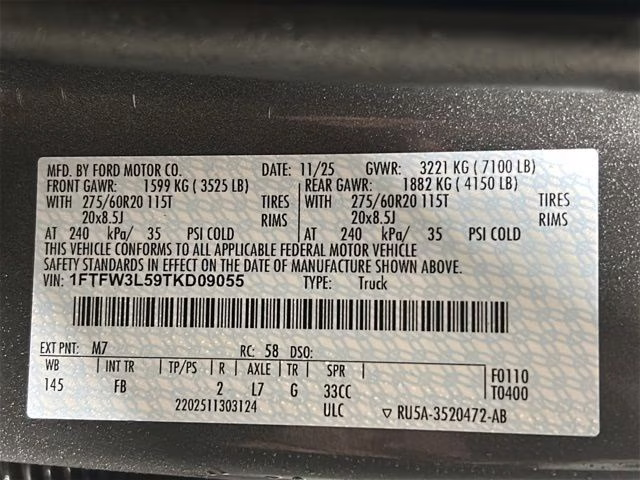 MFD. BY FORD MOTOR CO. DATE: 11/25 GVWR: 3221 KG ( 7100 LB)
FRONT GAWR: 1599 KG ( 3525 LB) REAR GAWR: 1882 KG ( 4150 LB)
WITH 275/60R20 115T TIRES WITH 275/60R20 115T TIRES
20x8.5J RIMS 20x8.5J RIMS
AT 240 kPa/ 35 PSI COLD AT 240 kPa/ 35 PSI COLD
THIS VEHICLE CONFORMS TO ALL APPLICABLE FEDERAL MOTOR VEHICLE
SAFETY STANDARDS IN EFFECT ON THE DATE OF MANUFACTURE SHOWN ABOVE.
VIN: 1FTFW3L59TKD09055 TYPE: Truck
EXT PNT: M7 RC: 58 DSO:
WB INT TR TP/PS R AXLE TR SPR F0110
145 FB 2 L7 G 33CC T0400
2202511303124 ULC ▽ RU5A-3520472-AB